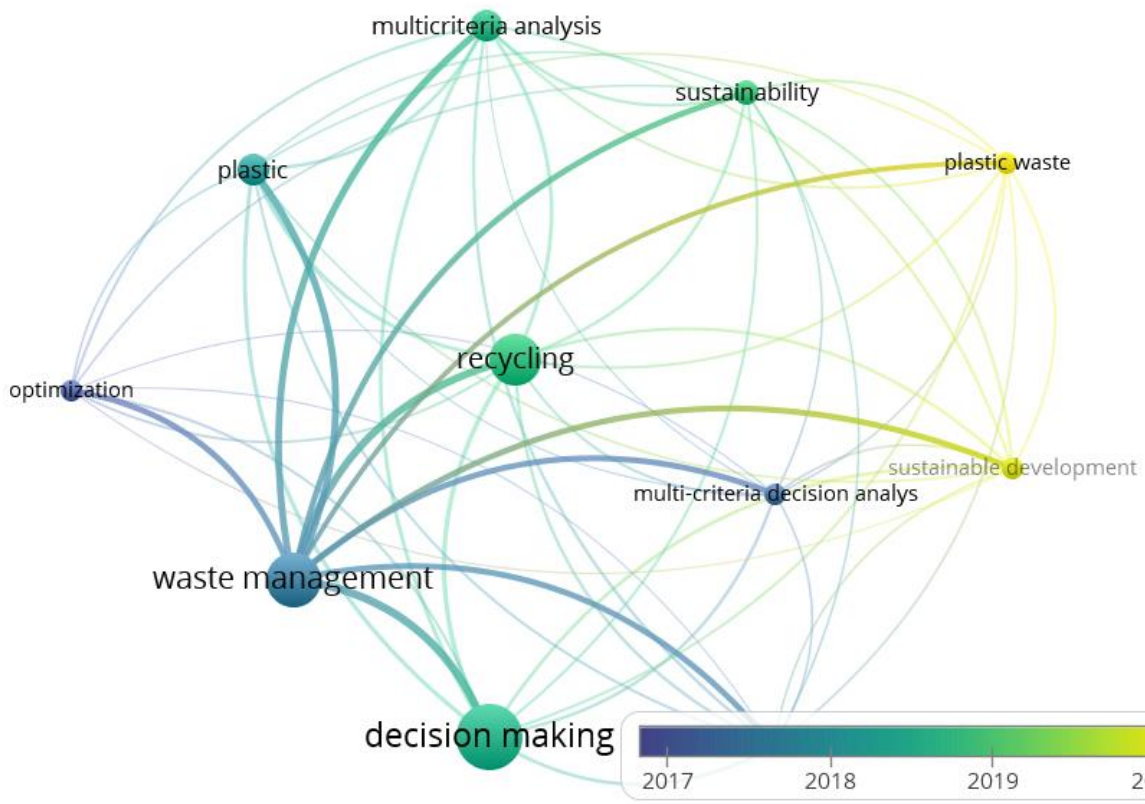 multicriteria analysis
sustainability
plastic waste
plastic
recycling
optimization
sustainable development
multi-criteria decision analys
waste management
decision making
2017 2018 2019 2